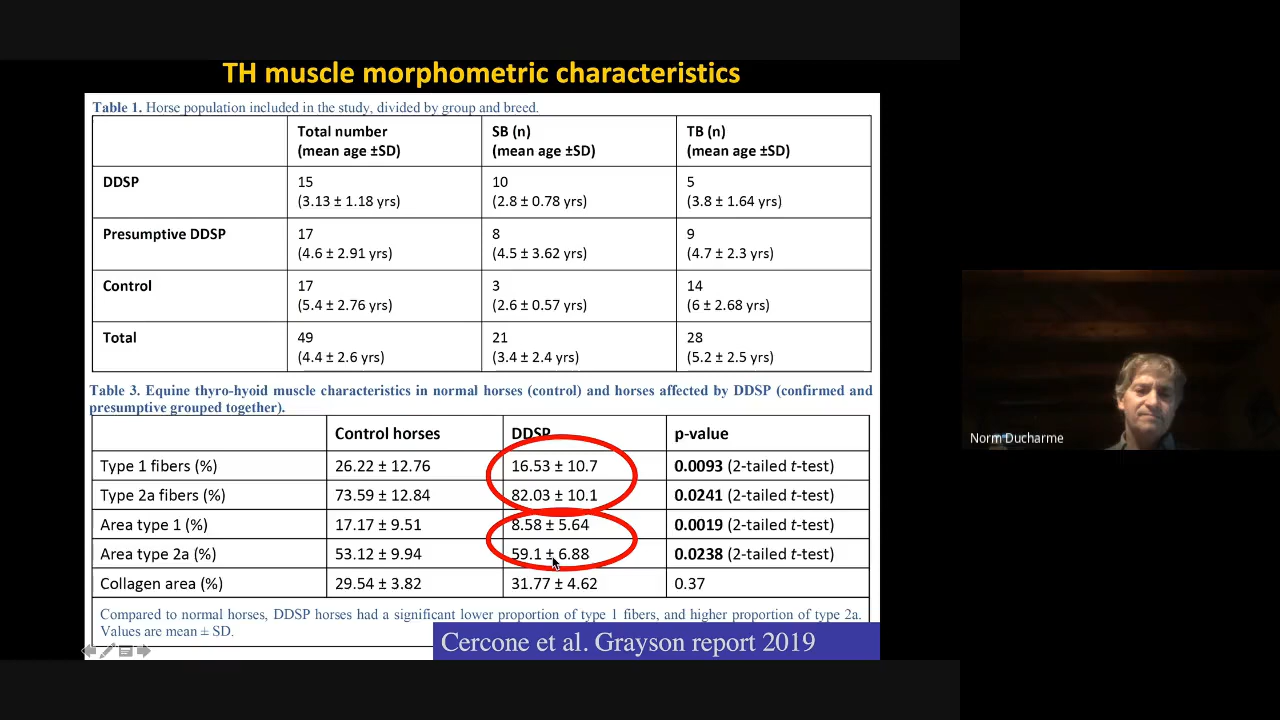 TH muscle morphometric characteristics
Table 1. Horse population included in the study, divided by group and breed.
Total number SB (n) TB (n)
(mean age ±SD) (mean age ±SD) (mean age ±SD)
DDSP 15 10 5
(3.13 ± 1.18 yrs) (2.8 ± 0.78 yrs) (3.8 ± 1.64 yrs)
Presumptive DDSP 17 8 9
(4.6 ± 2.91 yrs) (4.5 ± 3.62 yrs) (4.7 ± 2.3 yrs)
Control 17 3 14
(5.4 ± 2.76 yrs) (2.6 ± 0.57 yrs) (6 ± 2.68 yrs)
Total 49 21 28
(4.4 ± 2.6 yrs) (3.4 ± 2.4 yrs) (5.2 ± 2.5 yrs)
Table 3. Equine thyro-hyoid muscle characteristics in normal horses (control) and horses affected by DDSP (confirmed and
presumptive grouped together).
Control horses DDSP p-value
Type 1 fibers (%) 26.22 ± 12.76 16.53 ± 10.7 0.0093 (2-tailed t-test)
Type 2a fibers (%) 73.59 ± 12.84 82.03 ± 10.1 0.0241 (2-tailed t-test)
Area type 1 (%) 17.17 ± 9.51 8.58 ± 5.64 0.0019 (2-tailed t-test)
Area type 2a (%) 53.12 ± 9.94 59.1 ± 6.88 0.0238 (2-tailed t-test)
Collagen area (%) 29.54 ± 3.82 31.77 ± 4.62 0.37
Compared to normal horses, DDSP horses had a significant lower proportion of type 1 fibers, and higher proportion of type 2a.
Values are mean ± SD.
Cercone et al. Grayson report 2019
Norm Ducharme